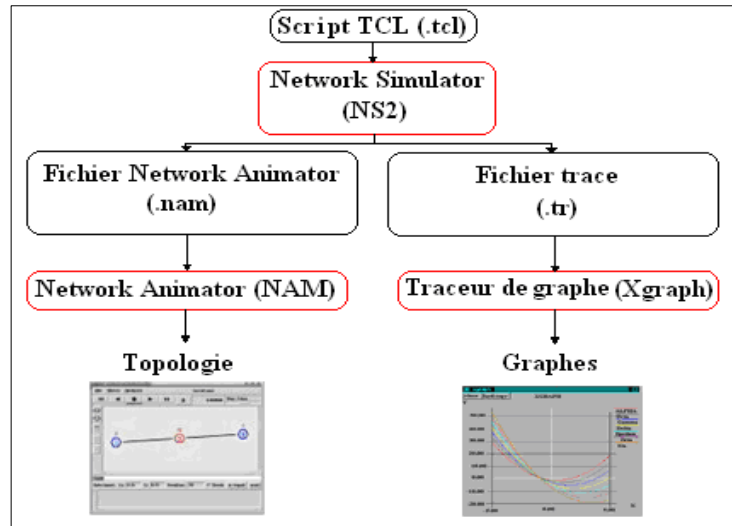 Script TCL (.tcl)
Network Simulator
(NS2)
Fichier Network Animator
(.nam)
Fichier trace
(.tr)
Network Animator (NAM)
Traceur de graphe (Xgraph)
Topologie
Graphes